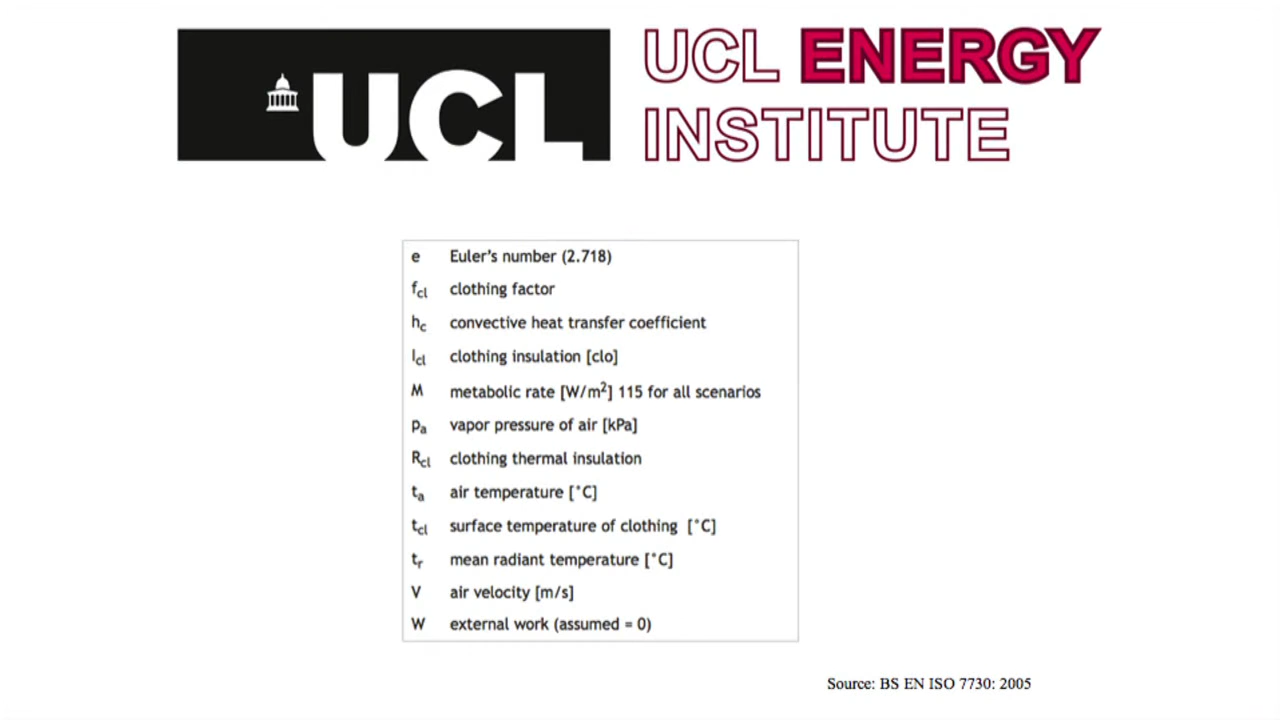 UCL
UCL ENERGY
INSTITUTE
e Euler's number (2.718)
fcl clothing factor
hc convective heat transfer coefficient
Icl clothing insulation [clo]
M metabolic rate [W/m²] 115 for all scenarios
pa vapor pressure of air [kPa]
Rcl clothing thermal insulation
ta air temperature [°C]
tcl surface temperature of clothing [°C]
tr mean radiant temperature [°C]
V air velocity [m/s]
W external work (assumed = 0)
Source: BS EN ISO 7730: 2005